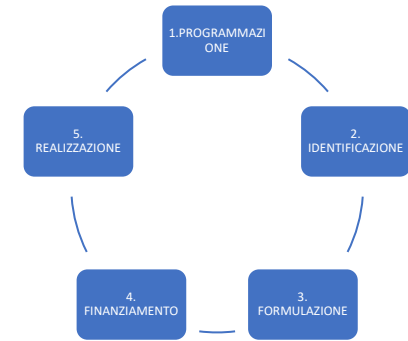 1.PROGRAMMAZI
ONE
2.
IDENTIFICAZIONE
3.
FORMULAZIONE
4.
FINANZIAMENTO
5.
REALIZZAZIONE